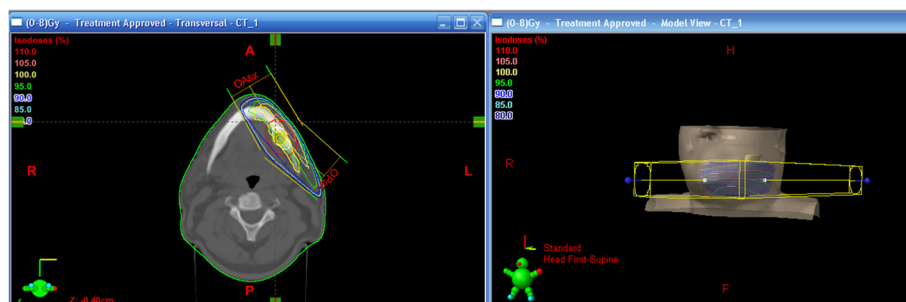 (0-8)Gy - Treatment Approved - Transversal - CT_1
Isodoses (%)
110.0
105.0
100.0
95.0
90.0
85.0
A
R
L
P
Z: -0.40cm
(0-8)Gy - Treatment Approved - Model View - CT_1
Isodoses (%)
110.0
105.0
100.0
95.0
90.0
85.0
80.0
H
R
F
Standard
Head First-Supine